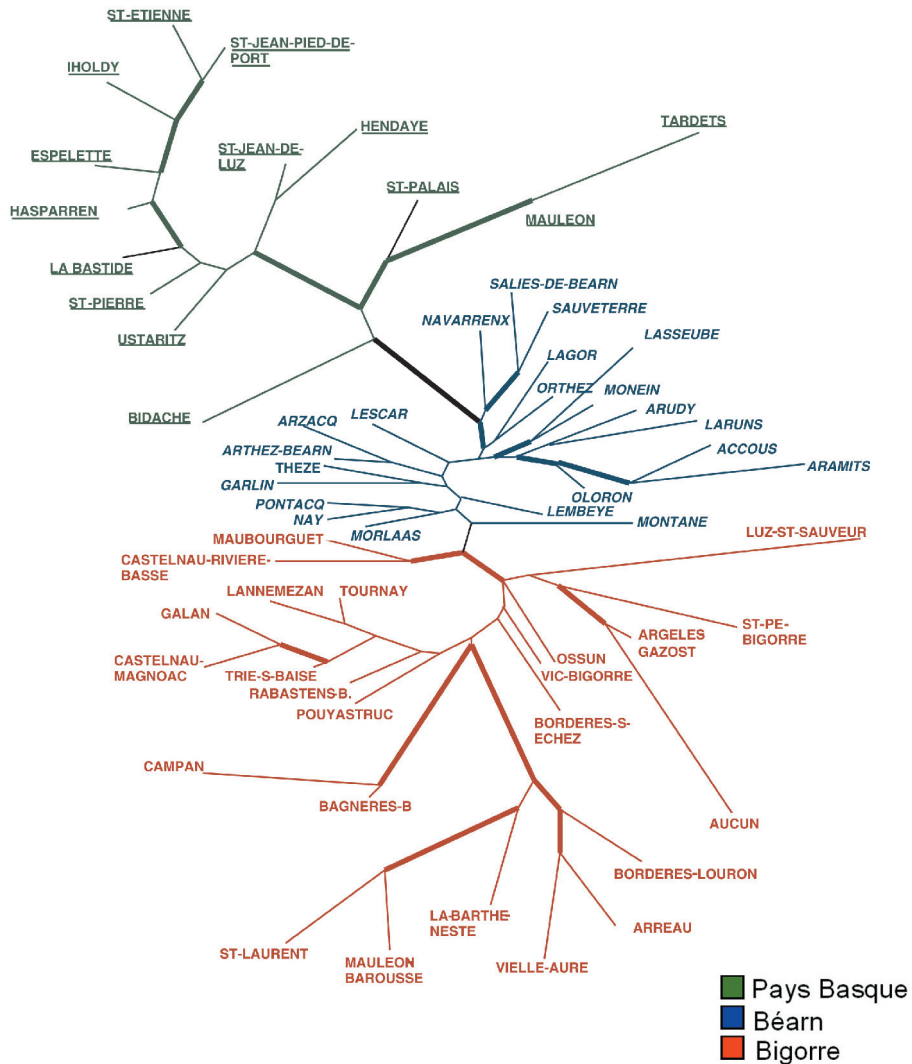 ST-ETIENNE
ST-JEAN-PIED-DE-
PORT
IHOLDY
TARDETS
HENDAYE
ST-JEAN-DE-
LUZ
ESPELETTE
ST-PALAIS
HASPARREN
MAULEON
LA BASTIDE
ST-PIERRE
USTARITZ
SALIES-DE-BEARN
SAUVETERRE
NAVARRENX
LASSEUBE
LAGOR
ORTHEZ
MONEIN
BIDACHE
LESCAR
ARZACQ
ARUDY
LARUNS
ARTHEZ-BEARN
ACCOUS
THEZE
ARAMITS
GARLIN
OLORON
PONTACQ
LEMBEYE
NAY
MONTANE
MORLAAS
MAUBOURGUET
LUZ-ST-SAUVEUR
CASTELNAU-RIVIERE-
BASSE
LANNEMEZAN
TOURNAY
GALAN
ST-PE-
BIGORRE
ARGELES
GAZOST
CASTELNAU-
MAGNOAC
OSSUN
TRIE-S-BAISE
VIC-BIGORRE
RABASTENS-B.
POUYASTRUC
BORDERES-S-
ECHEZ
CAMPAN
BAGNERES-B
AUCUN
BORDERES-LOURON
LA-BARTHE-
NESTE
ARREAU
ST-LAURENT
MAULEON-
BAROUSSE
VIELLE-AURE
Pays Basque
Béarn
Bigorre